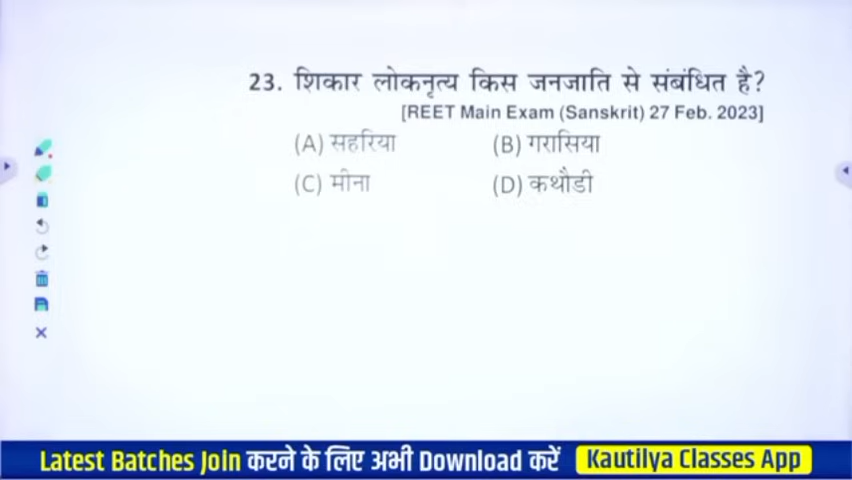 23. शिकार लोकनृत्य किस जनजाति से संबंधित है?
[REET Main Exam (Sanskrit) 27 Feb. 2023]
(A) सहरिया (B) गरासिया
(C) मीना (D) कथौडी
Latest Batches Join करने के लिए अभी Download करें Kautilya Classes App